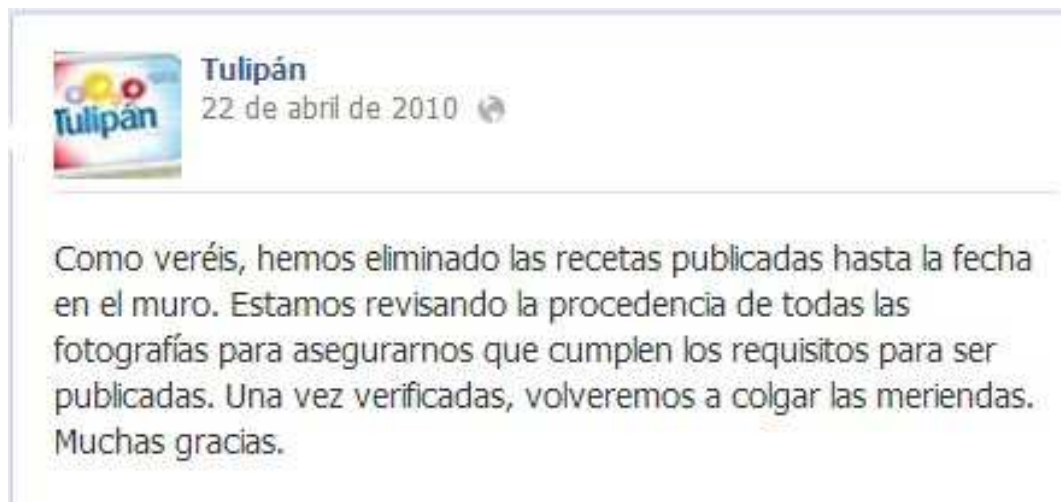 Tulipán
22 de abril de 2010
Tulipán
Como veréis, hemos eliminado las recetas publicadas hasta la fecha
en el muro. Estamos revisando la procedencia de todas las
fotografías para asegurarnos que cumplen los requisitos para ser
publicadas. Una vez verificadas, volveremos a colgar las meriendas.
Muchas gracias.